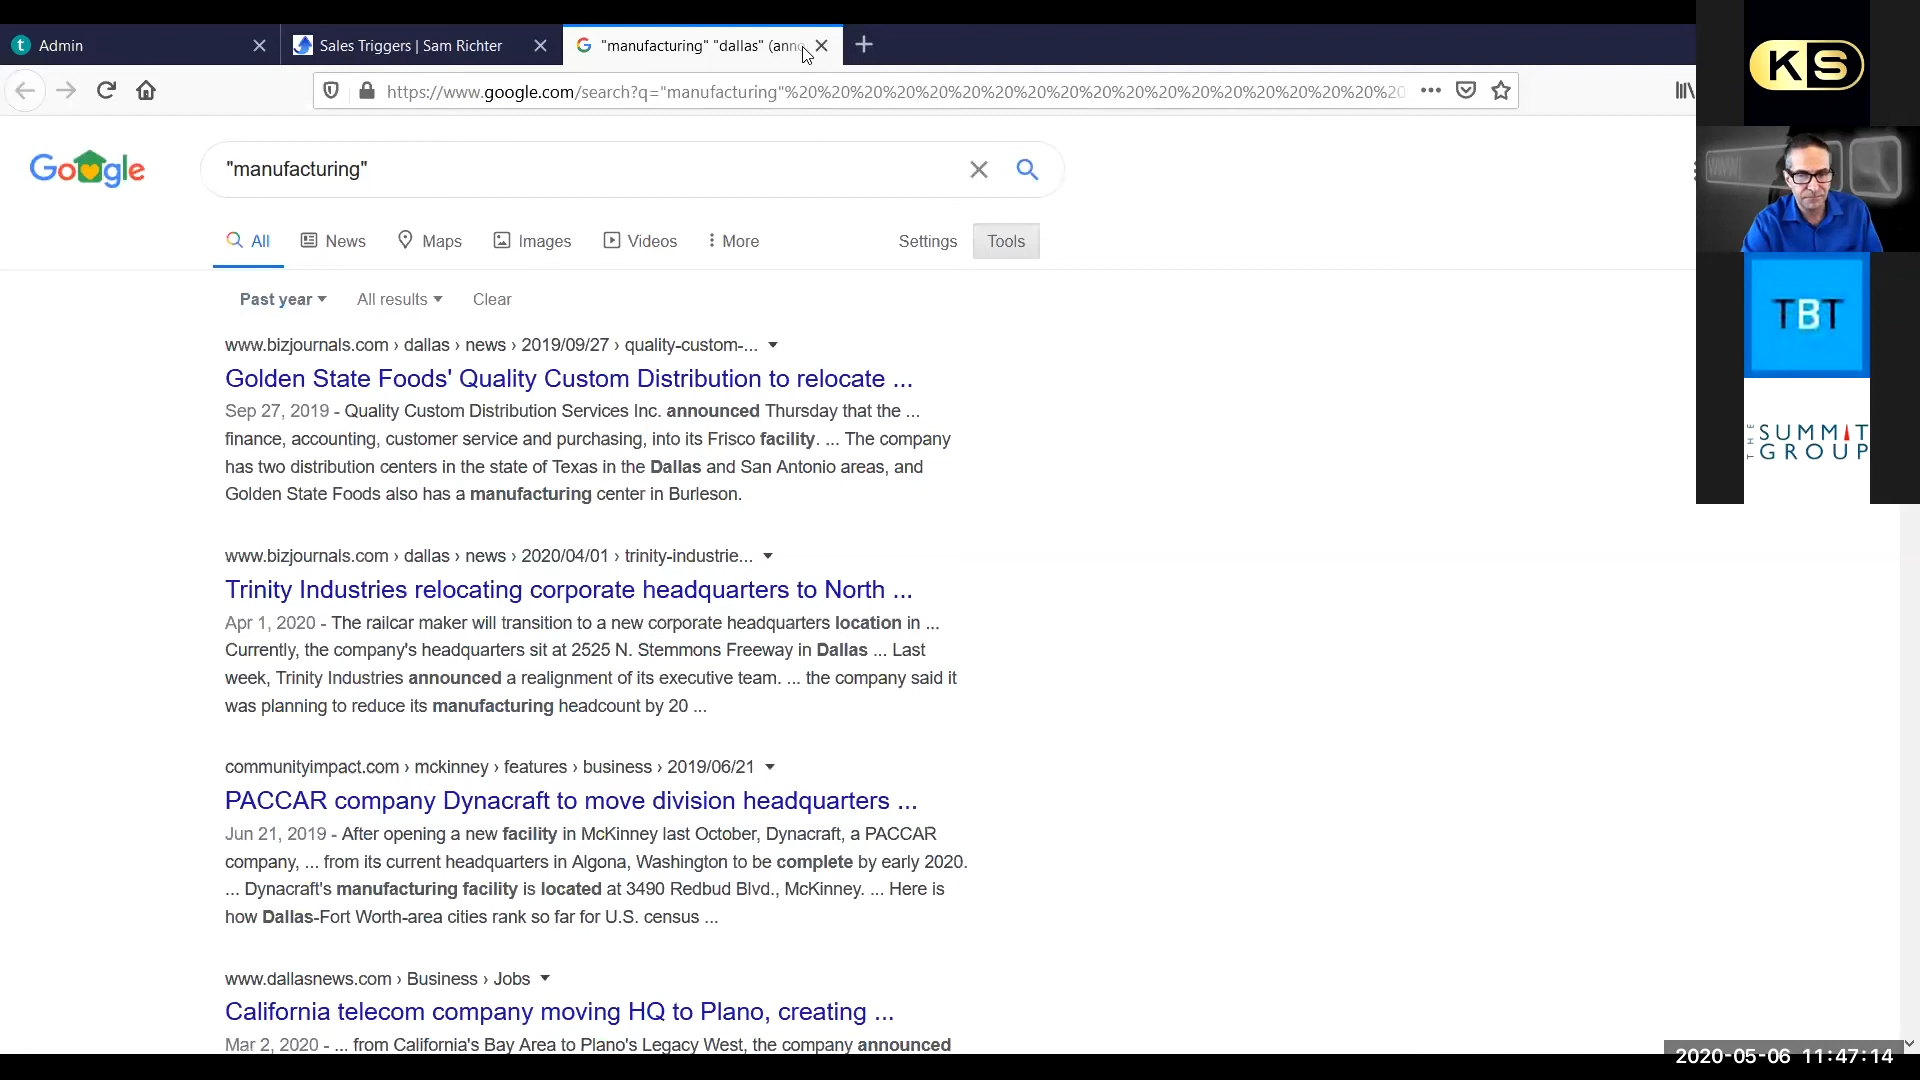 Admin
Sales Triggers | Sam Richter
"manufacturing" "dallas" (anno
https://www.google.com/search?q="manufacturing"%20%20%20%20%20%20%20%20%20%20%20%20%20%20%20%20%20
Google
"manufacturing"
All
News
Maps
Images
Videos
More
Settings
Tools
Past year
All results
Clear
www.bizjournals.com › dallas › news › 2019/09/27 › quality-custom-...
Golden State Foods' Quality Custom Distribution to relocate ...
Sep 27, 2019 - Quality Custom Distribution Services Inc. announced Thursday that the ...
finance, accounting, customer service and purchasing, into its Frisco facility. ... The company
has two distribution centers in the state of Texas in the Dallas and San Antonio areas, and
Golden State Foods also has a manufacturing center in Burleson.
www.bizjournals.com › dallas › news › 2020/04/01 › trinity-industrie...
Trinity Industries relocating corporate headquarters to North ...
Apr 1, 2020 - The railcar maker will transition to a new corporate headquarters location in ...
Currently, the company's headquarters sit at 2525 N. Stemmons Freeway in Dallas ... Last
week, Trinity Industries announced a realignment of its executive team. ... the company said it
was planning to reduce its manufacturing headcount by 20 ...
communityimpact.com › mckinney › features › business › 2019/06/21
PACCAR company Dynacraft to move division headquarters ...
Jun 21, 2019 - After opening a new facility in McKinney last October, Dynacraft, a PACCAR
company, ... from its current headquarters in Algona, Washington to be complete by early 2020.
... Dynacraft's manufacturing facility is located at 3490 Redbud Blvd., McKinney. ... Here is
how Dallas-Fort Worth-area cities rank so far for U.S. census ...
www.dallasnews.com › Business › Jobs
California telecom company moving HQ to Plano, creating ...
Mar 2, 2020 - ... from California's Bay Area to Plano's Legacy West, the company announced
KS
WWW
TBT
THE SUMMIT
GROUP
2020-05-06 11:47:14